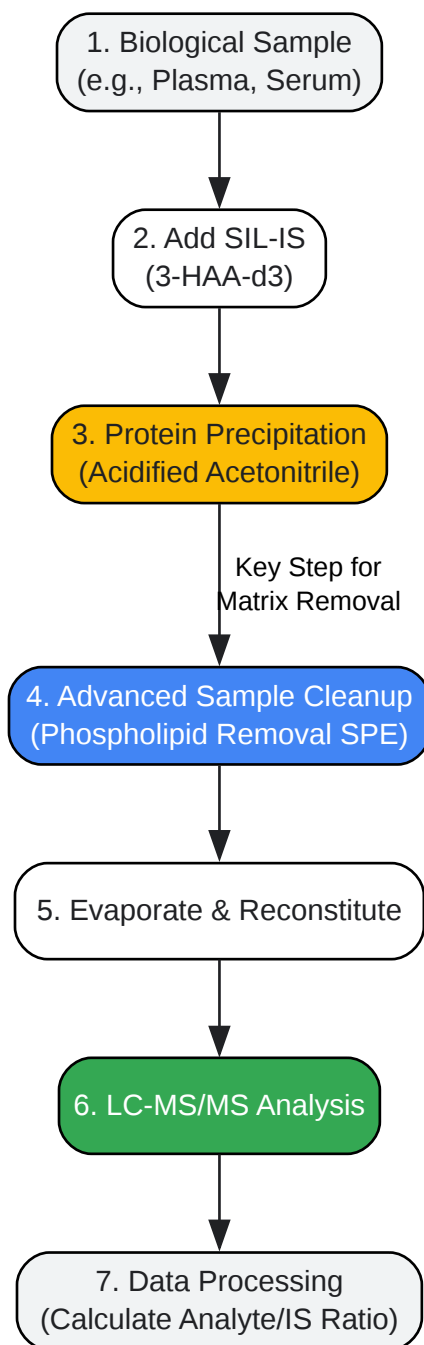 1. Biological Sample
(e.g., Plasma, Serum)
2. Add SIL-IS
(3-HAA-d3)
3. Protein Precipitation
(Acidified Acetonitrile)
Key Step for
Matrix Removal
4. Advanced Sample Cleanup
(Phospholipid Removal SPE)
5. Evaporate & Reconstitute
6. LC-MS/MS Analysis
7. Data Processing
(Calculate Analyte/IS Ratio)